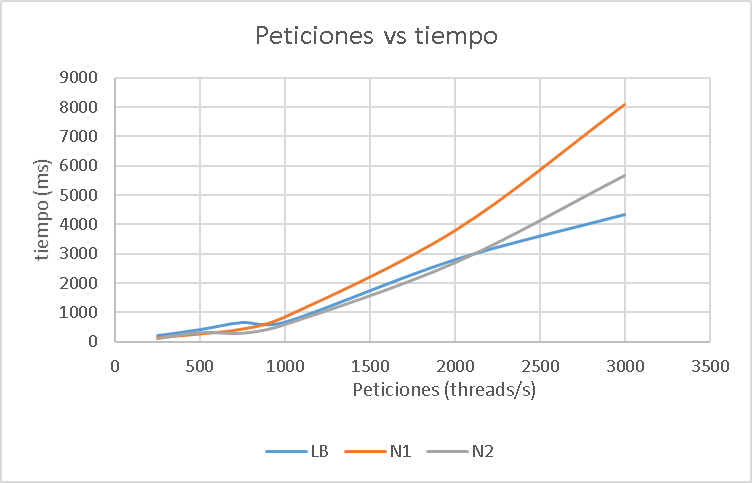 Peticiones vs tiempo
9000
8000
7000
6000
5000
4000
3000
2000
1000
0
tiempo (ms)
0 500 1000 1500 2000 2500 3000 3500
Peticiones (threads/s)
LB N1 N2